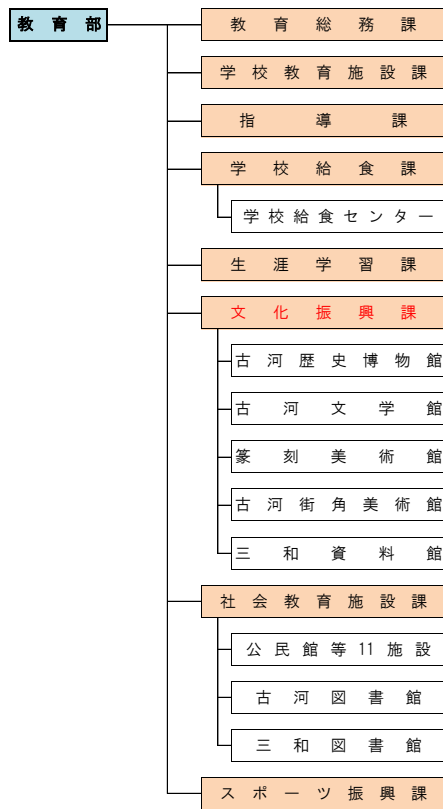 教育部
教育総務課
学校教育施設課
指導課
学校給食課
学校給食センター
生涯学習課
文化振興課
古河歴史博物館
古河文学館
篆刻美術館
古河街角美術館
三和資料館
社会教育施設課
公民館等11施設
古河図書館
三和図書館
スポーツ振興課